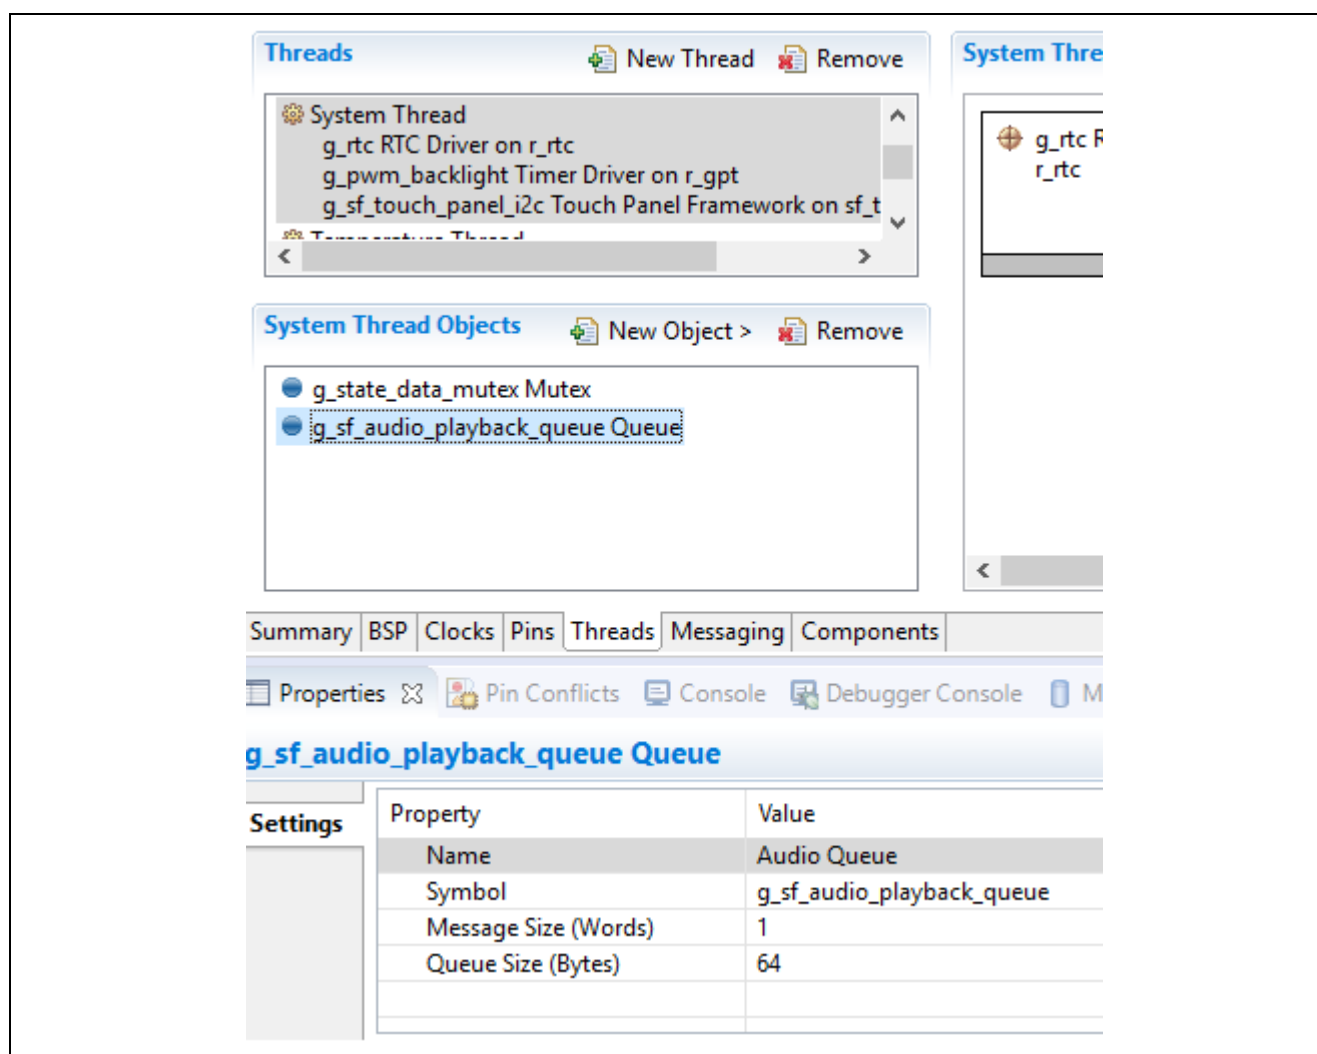 Threads New Thread Remove
System Thread
g_rtc RTC Driver on r_rtc
g_pwm_backlight Timer Driver on r_gpt
g_sf_touch_panel_i2c Touch Panel Framework on sf_t
Temperature Thread
System Thre
g_rtc R
r_rtc
System Thread Objects New Object > Remove
g_state_data_mutex Mutex
g_sf_audio_playback_queue Queue
Summary BSP Clocks Pins Threads Messaging Components
Properties Pin Conflicts Console Debugger Console M
g_sf_audio_playback_queue Queue
Settings
Property Value
Name Audio Queue
Symbol g_sf_audio_playback_queue
Message Size (Words) 1
Queue Size (Bytes) 64